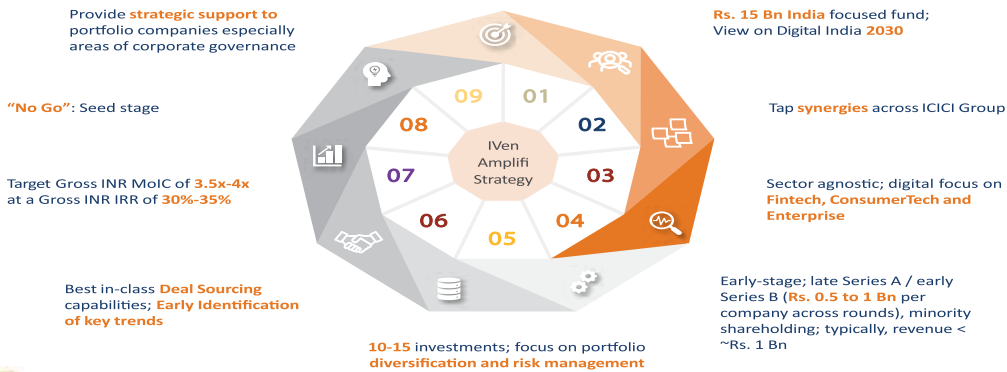 Provide strategic support to
portfolio companies especially
areas of corporate governance
Rs. 15 Bn India focused fund;
View on Digital India 2030
“No Go”: Seed stage
Tap synergies across ICICI Group
09
01
08
02
IVen
Amplifi
Strategy
07
03
06
04
05
Target Gross INR MoIC of 3.5x-4x
at a Gross INR IRR of 30%-35%
Sector agnostic; digital focus on
Fintech, ConsumerTech and
Enterprise
Best in-class Deal Sourcing
capabilities; Early Identification
of key trends
Early-stage; late Series A / early
Series B (Rs. 0.5 to 1 Bn per
company across rounds), minority
shareholding; typically, revenue <
~Rs. 1 Bn
10-15 investments; focus on portfolio
diversification and risk management